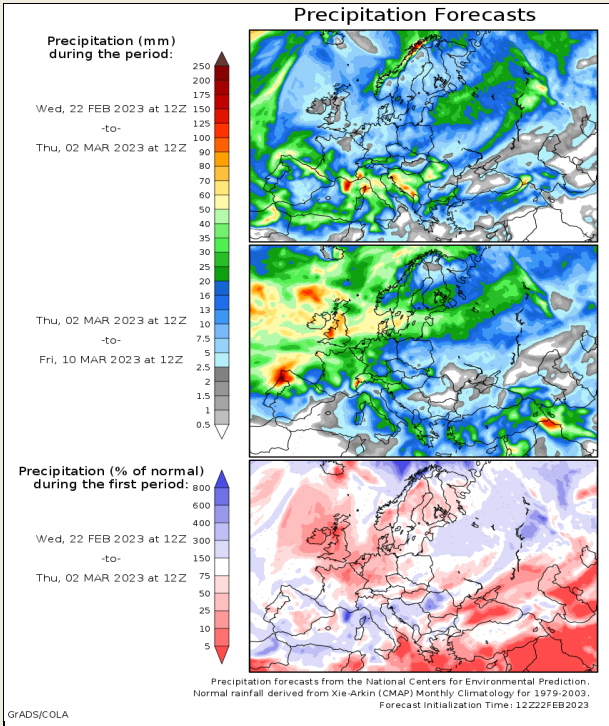 Precipitation Forecasts
Precipitation (mm)
during the period:
Wed, 22 FEB 2023 at 12Z
-to-
Thu, 02 MAR 2023 at 12Z
250
200
175
150
125
100
90
80
70
60
50
40
35
30
25
20
16
13
10
7.5
5
2.5
2
1.5
1
0.5
Thu, 02 MAR 2023 at 12Z
-to-
Fri, 10 MAR 2023 at 12Z
Precipitation (% of normal)
during the first period:
Wed, 22 FEB 2023 at 12Z
-to-
Thu, 02 MAR 2023 at 12Z
800
600
400
300
150
75
50
25
10
5
Precipitation forecasts from the National Centers for Environmental Prediction.
Normal rainfall derived from Xie-Arkin (CMAP) Monthly Climatology for 1979-2003.
Forecast Initialization Time: 12Z22FEB2023
GrADS/COLA